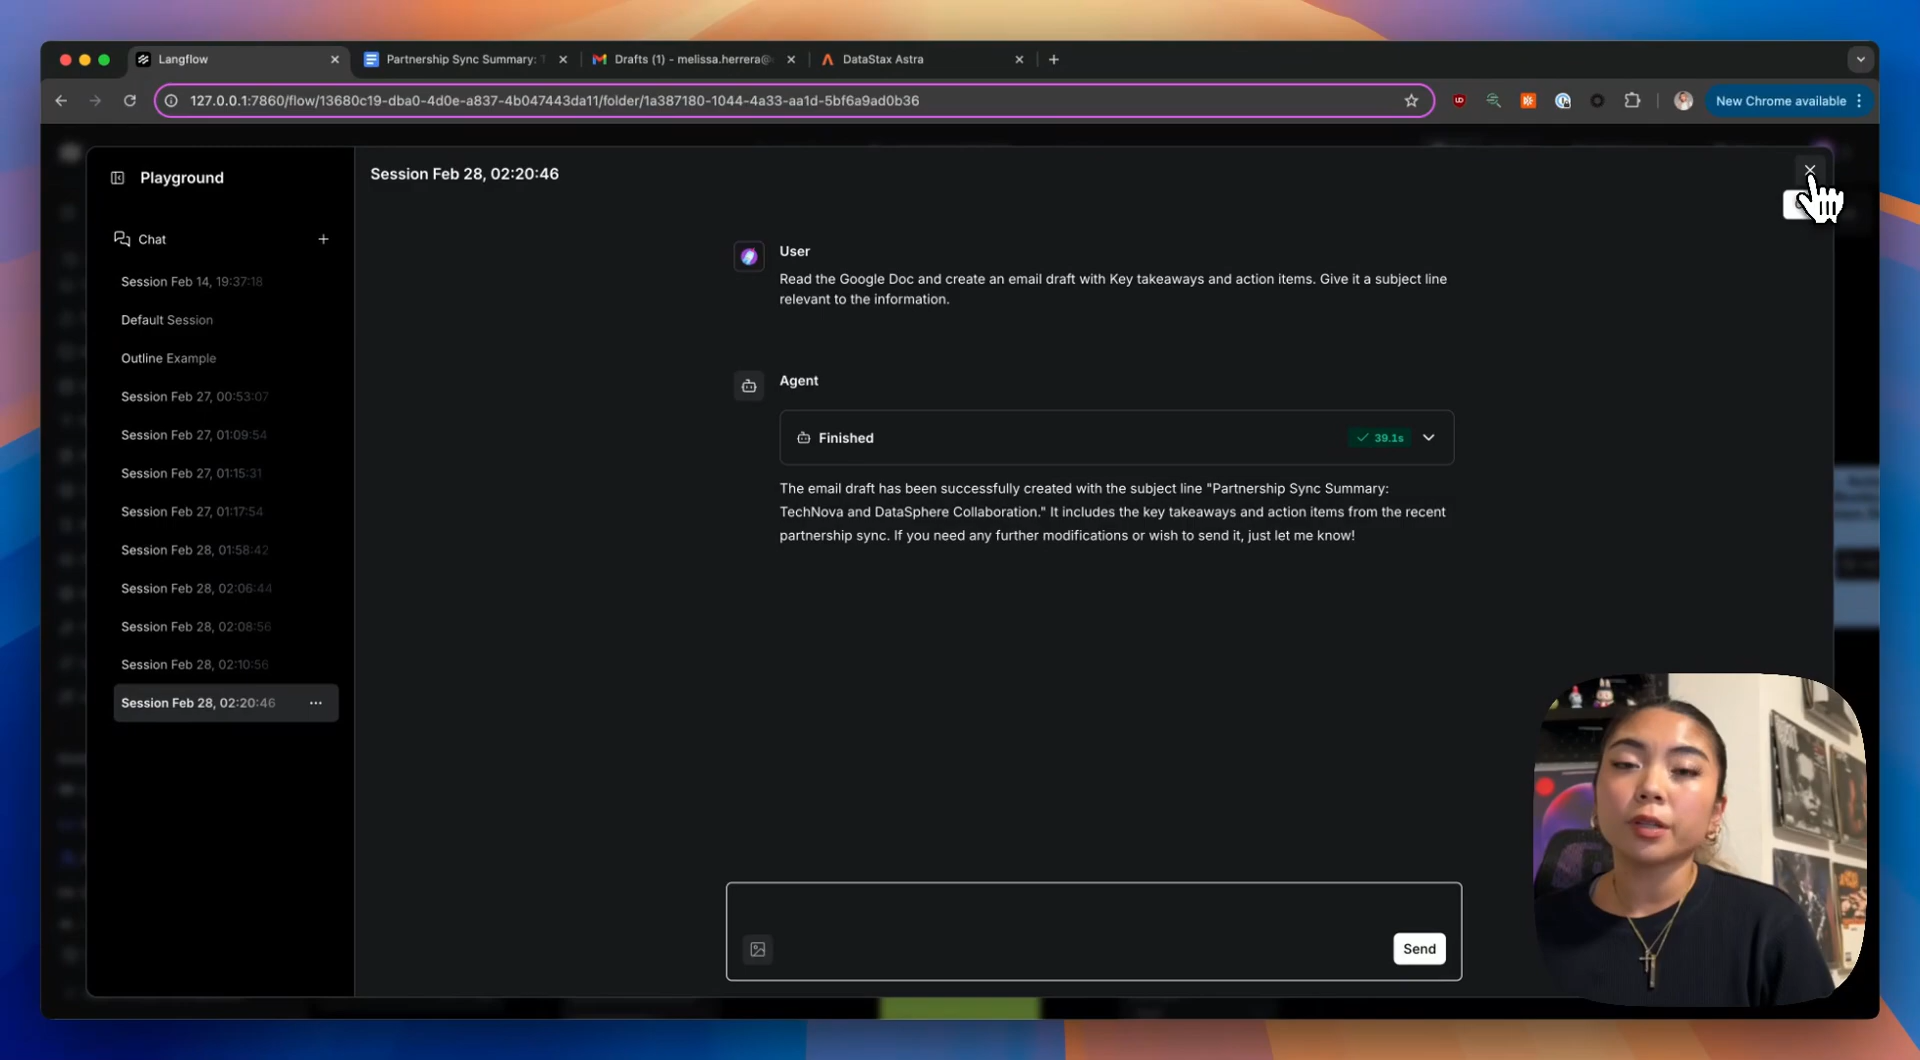 Langflow
Partnership Sync Summary:
Drafts (1) - melissa.herrera@
DataStax Astra
127.0.0.1:7860/flow/13680c19-dba0-4d0e-a837-4b047443da11/folder/1a387180-1044-4a33-aa1d-5bf6a9ad0b36
New Chrome available
Playground
Session Feb 28, 02:20:46
Chat
Session Feb 14, 19:37:18
Default Session
Outline Example
Session Feb 27, 00:53:07
Session Feb 27, 01:09:54
Session Feb 27, 01:15:31
Session Feb 27, 01:17:54
Session Feb 28, 01:58:42
Session Feb 28, 02:06:44
Session Feb 28, 02:08:56
Session Feb 28, 02:10:56
Session Feb 28, 02:20:46
User
Read the Google Doc and create an email draft with Key takeaways and action items. Give it a subject line
relevant to the information.
Agent
Finished
39.1s
The email draft has been successfully created with the subject line "Partnership Sync Summary:
TechNova and DataSphere Collaboration." It includes the key takeaways and action items from the recent
partnership sync. If you need any further modifications or wish to send it, just let me know!
Send